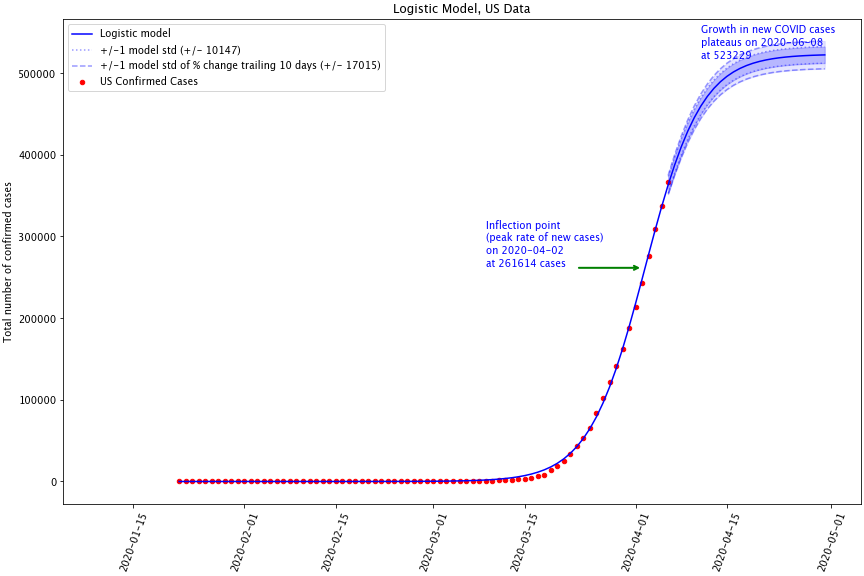 Logistic Model, US Data
Logistic model
+/-1 model std (+/- 10147)
+/-1 model std of % change trailing 10 days (+/- 17015)
US Confirmed Cases
Growth in new COVID cases
plateaus on 2020-06-08
at 523229
Inflection point
(peak rate of new cases)
on 2020-04-02
at 261614 cases
Total number of confirmed cases
500000
400000
300000
200000
100000
0
2020-01-15
2020-02-01
2020-02-15
2020-03-01
2020-03-15
2020-04-01
2020-04-15
2020-05-01